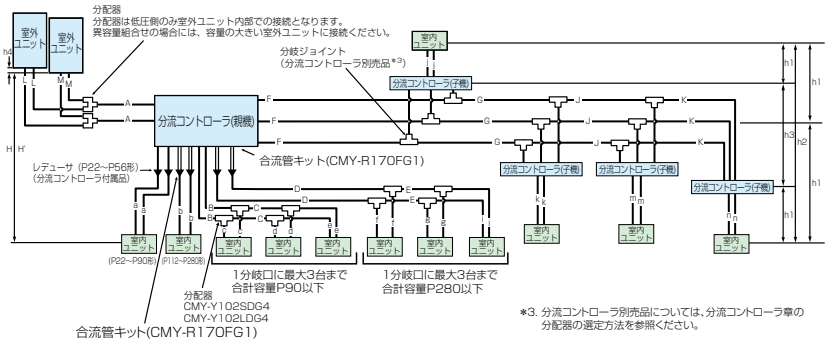 分配器
分配器は低圧側のみ室外ユニット内部での接続となります。
異容量組合せの場合には、容量の大きい室外ユニットに接続ください。
室外
ユニット
室外
ユニット
h4
L
L
M
M
A
A
H
H'
分流コントローラ(親機)
合流管キット(CMY-R170FG1)
レデューサ（P22～P56形）
（分流コントローラ付属品）
分岐ジョイント
（分流コントローラ別売品*3）
室内
ユニット
i
i
分流コントローラ(子機)
F
F
F
G
G
G
J
J
J
K
K
K
分流コントローラ(子機)
分流コントローラ(子機)
分流コントローラ(子機)
h1
h1
h3
h2
h1
h1
a
a
b
b
B
B
C
C
D
D
E
E
c
c
d
d
e
e
f
f
g
g
i
i
k
k
m
m
n
n
室内
ユニット
室内
ユニット
室内
ユニット
室内
ユニット
室内
ユニット
室内
ユニット
室内
ユニット
室内
ユニット
室内
ユニット
室内
ユニット
室内
ユニット
(P22～P90形)
(P112～P280形)
1分岐口に最大3台まで
合計容量P90以下
1分岐口に最大3台まで
合計容量P280以下
分配器
CMY-Y102SDG4
CMY-Y102LDG4
合流管キット(CMY-R170FG1)
*3. 分流コントローラ別売品については、分流コントローラ章の
分配器の選定方法を参照ください。